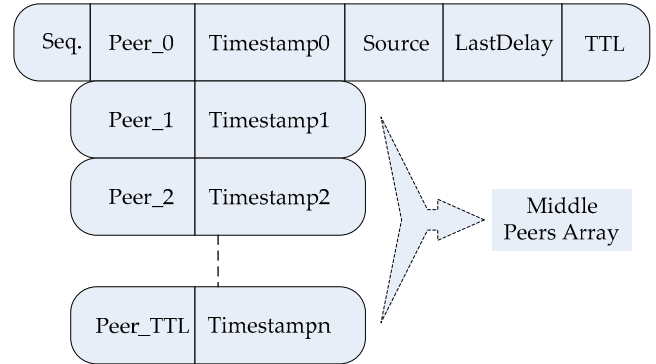 Seq. Peer_0 Timestamp0 Source LastDelay TTL
Peer_1 Timestamp1
Peer_2 Timestamp2
Middle
Peers Array
Peer_TTL Timestampn